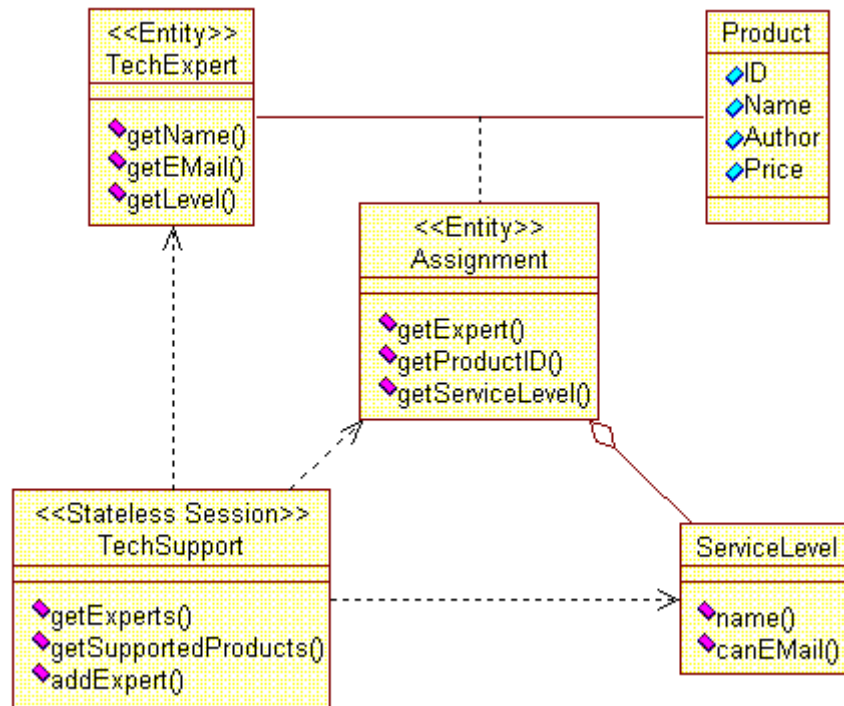 <<Entity>>
TechExpert
getName()
getEMail()
getLevel()
Product
ID
Name
Author
Price
<<Entity>>
Assignment
getExpert()
getProductID()
getServiceLevel()
<<Stateless Session>>
TechSupport
getExperts()
getSupportedProducts()
addExpert()
ServiceLevel
name()
canEMail()